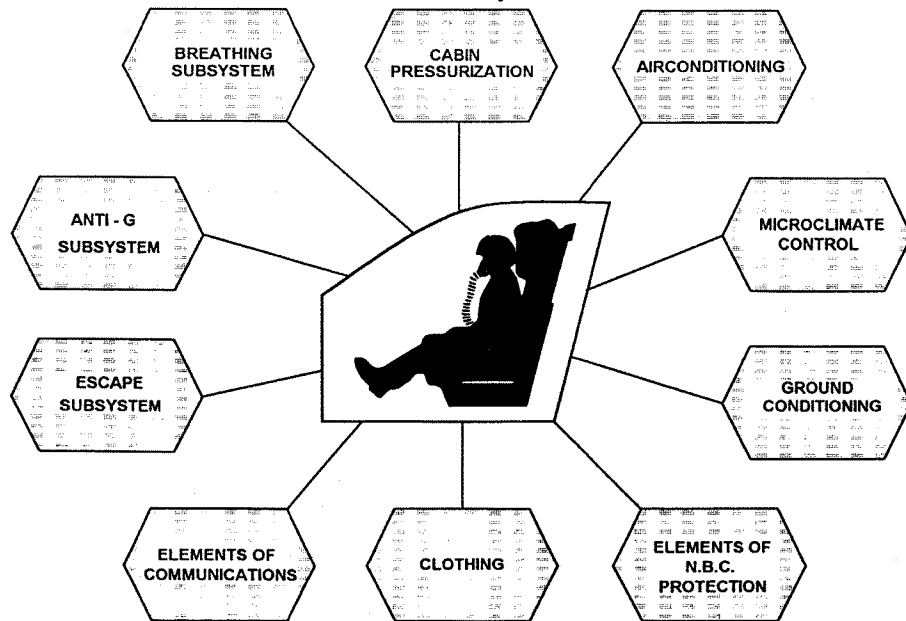 BREATHING
SUBSYSTEM
CABIN
PRESSURIZATION
AIRCONDITIONING
ANTI - G
SUBSYSTEM
MICROCLIMATE
CONTROL
ESCAPE
SUBSYSTEM
GROUND
CONDITIONING
ELEMENTS OF
COMMUNICATIONS
CLOTHING
ELEMENTS OF
N.B.C.
PROTECTION